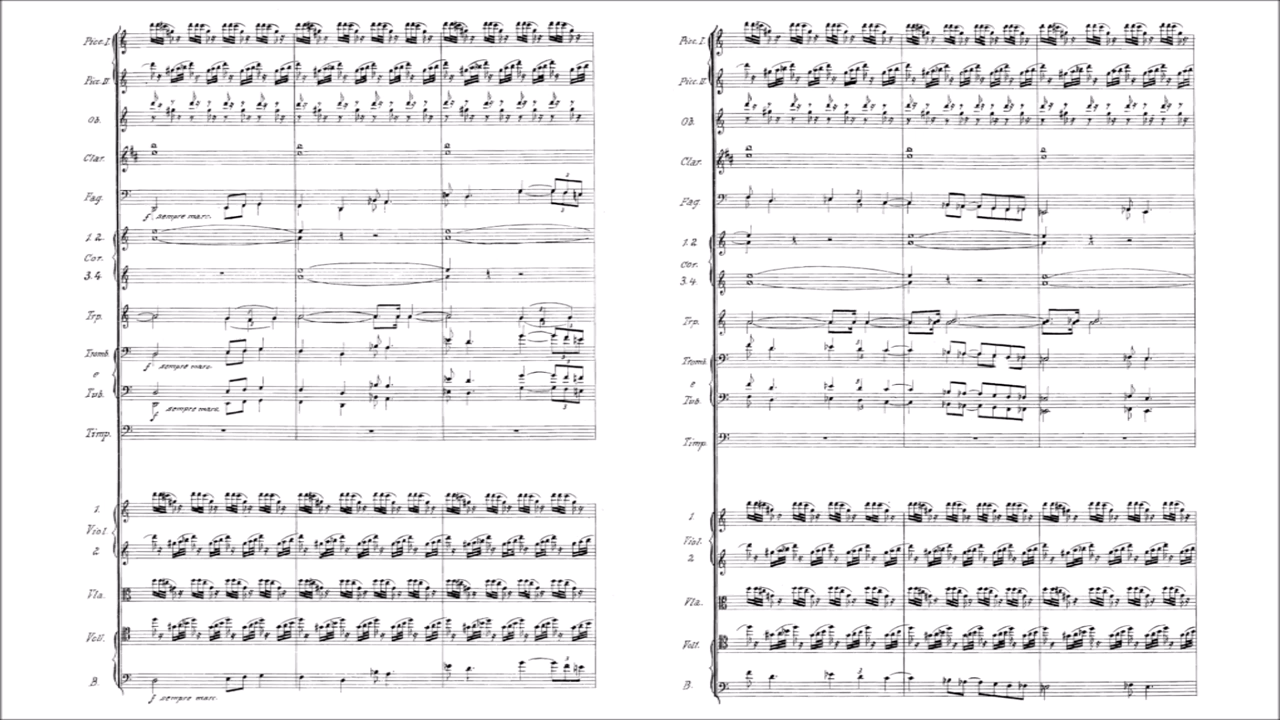 Picc. I
Picc. II
Ob.
Clar.
Fag.
f sempre marc.
1. 2
Cor.
3. 4.
Trp.
Tromb.
f sempre marc.
e
Tub.
f sempre marc.
Timp.
1.
Viol.
2
Vla.
Vcll.
B.
f sempre marc.
Picc. I
Picc. II
Ob.
Clar.
Fag.
1. 2
Cor.
3. 4.
Trp.
Tromb.
e
Tub.
Timp.
1
Viol.
2
Vla.
Vcll.
B.